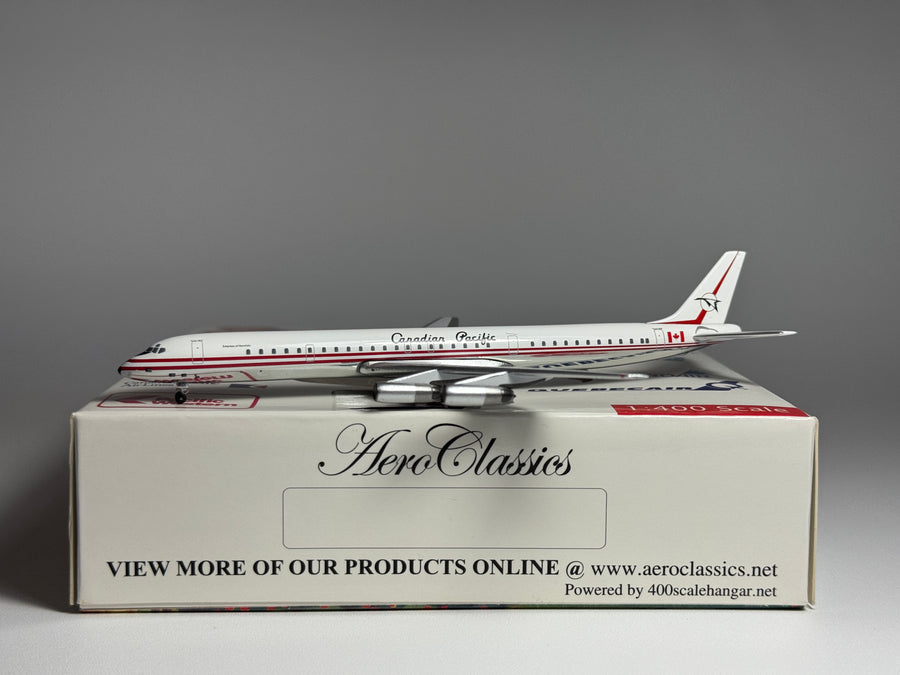 Canadian Pacific
1:400 Scale
AeroClassics
VIEW MORE OF OUR PRODUCTS ONLINE @ www.aeroclassics.net
Powered by 400scalehangar.net